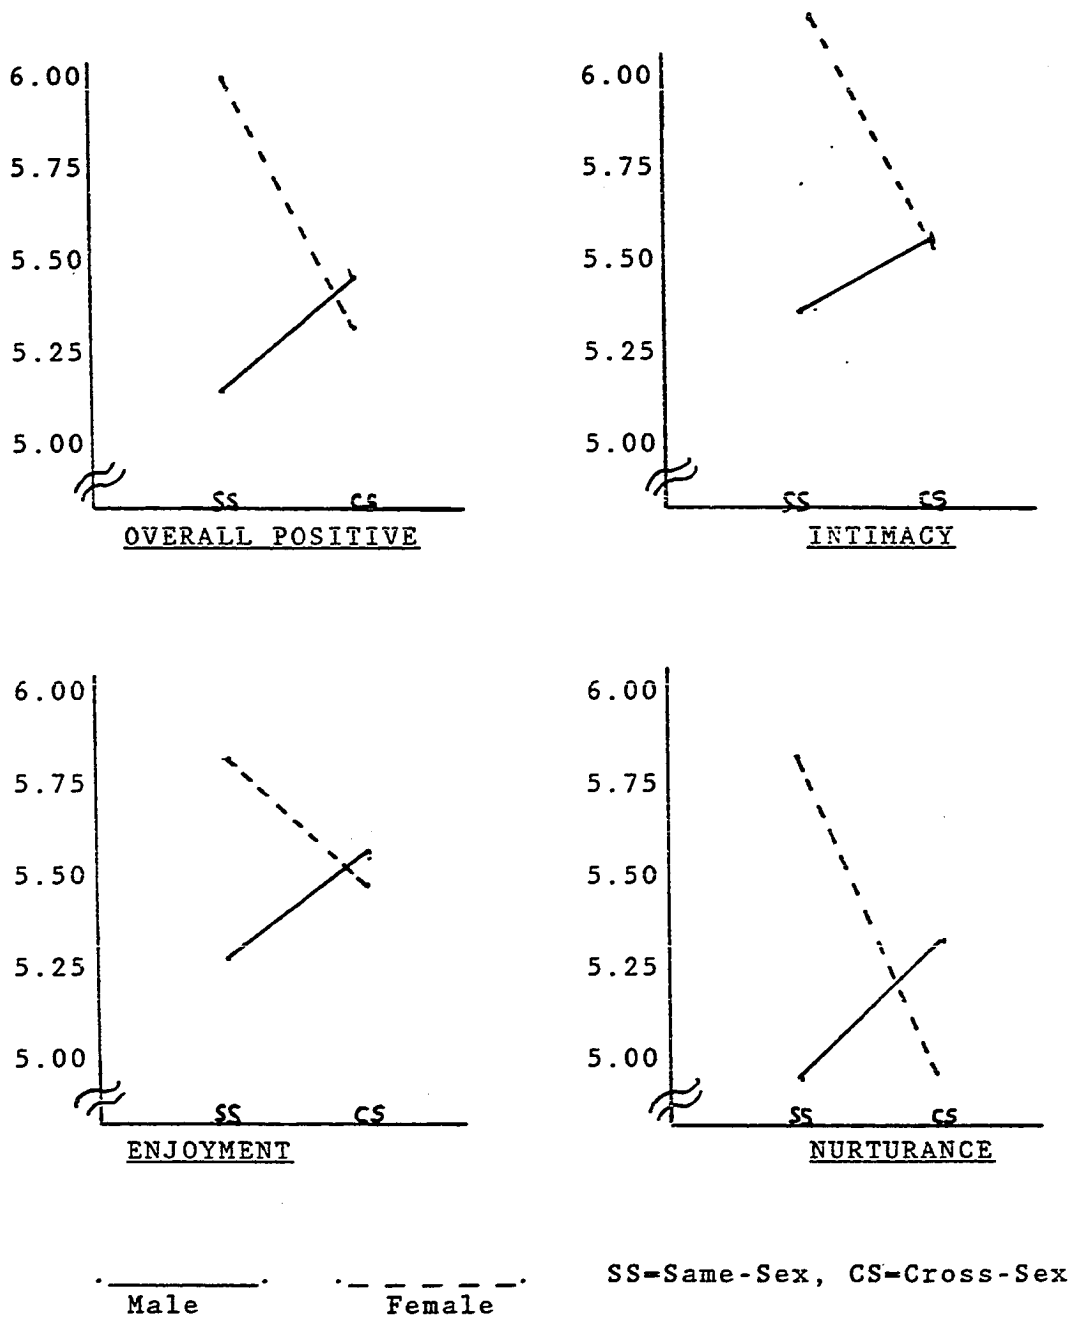 6.00
5.75
5.50
5.25
5.00
SS CS
OVERALL POSITIVE
6.00
5.75
5.50
5.25
5.00
SS CS
INTIMACY
6.00
5.75
5.50
5.25
5.00
SS CS
ENJOYMENT
6.00
5.75
5.50
5.25
5.00
SS CS
NURTURANCE
Male
Female
SS=Same-Sex, CS=Cross-Sex